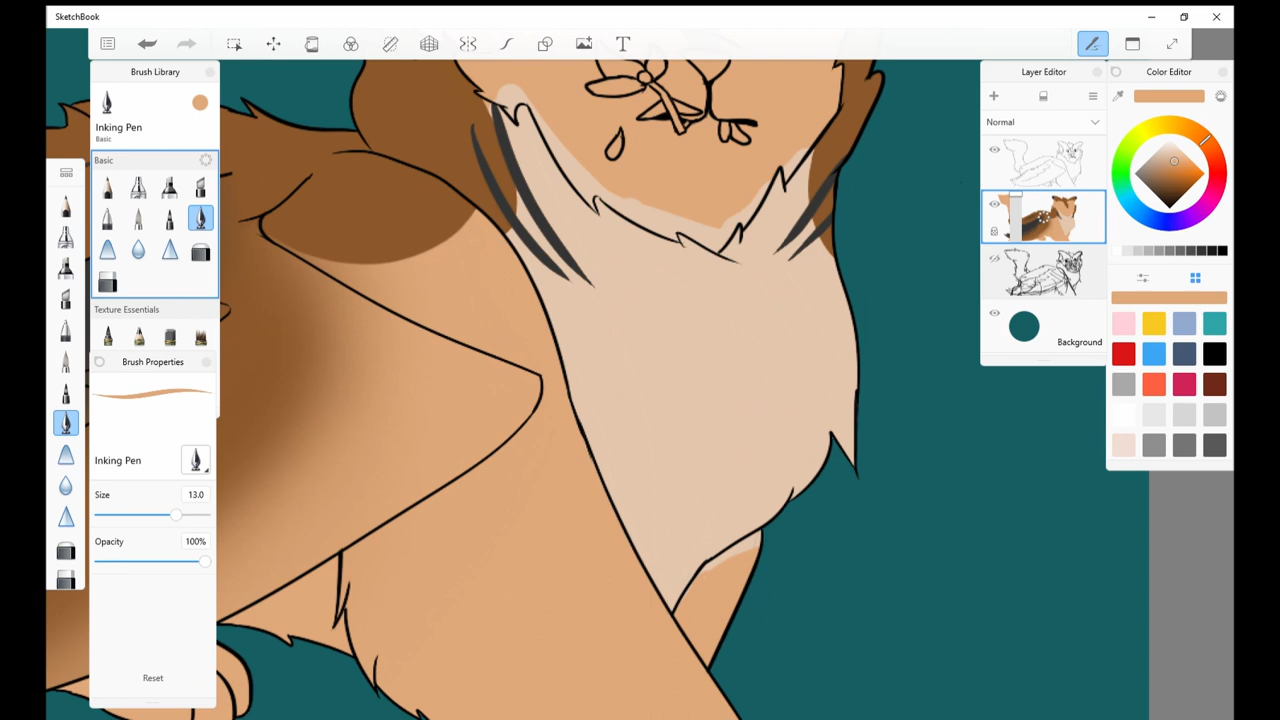 SketchBook
T
Brush Library
Inking Pen
Basic
Basic
Texture Essentials
Brush Properties
Inking Pen
Size 13.0
Opacity 100%
Reset
Layer Editor
Normal
Background
Color Editor